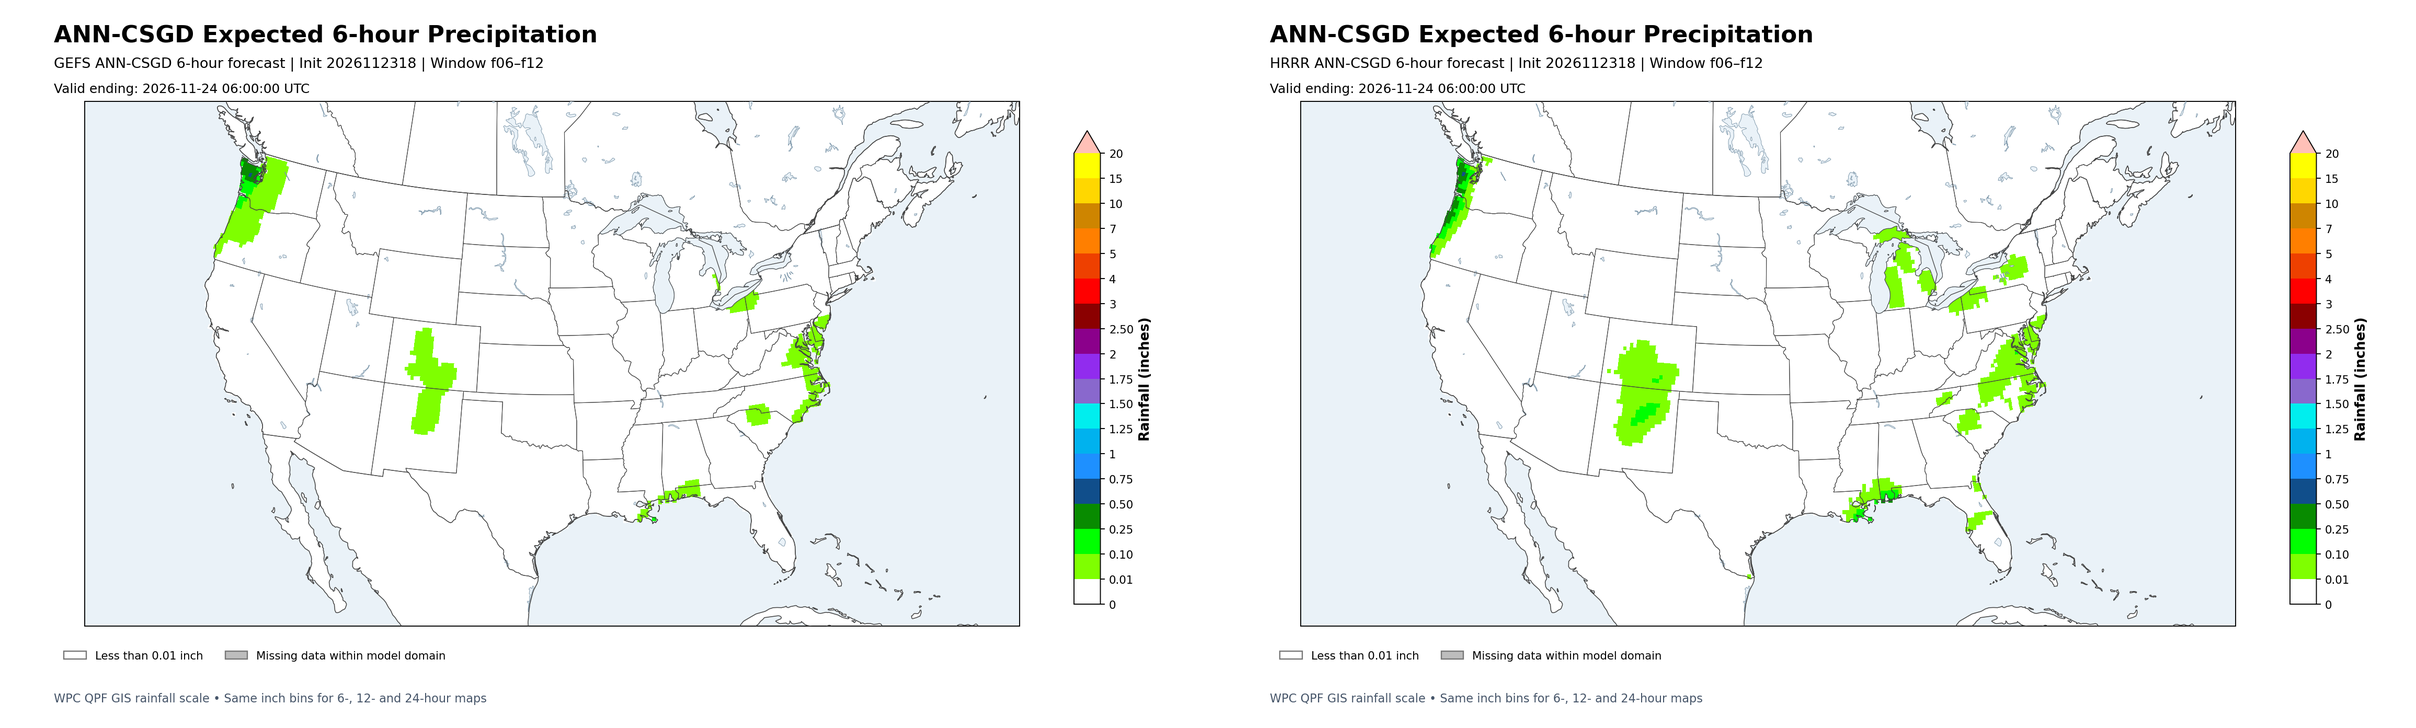 ANN-CSGD Expected 6-hour Precipitation
GEFS ANN-CSGD 6-hour forecast | Init 2026112318 | Window f06–f12
Valid ending: 2026-11-24 06:00:00 UTC
20
15
10
7
5
4
3
2.50
2
1.75
1.50
1.25
1
0.75
0.50
0.25
0.10
0.01
0
Rainfall (inches)
Less than 0.01 inch
Missing data within model domain
WPC QPF GIS rainfall scale • Same inch bins for 6-, 12- and 24-hour maps
ANN-CSGD Expected 6-hour Precipitation
HRRR ANN-CSGD 6-hour forecast | Init 2026112318 | Window f06–f12
Valid ending: 2026-11-24 06:00:00 UTC
20
15
10
7
5
4
3
2.50
2
1.75
1.50
1.25
1
0.75
0.50
0.25
0.10
0.01
0
Rainfall (inches)
Less than 0.01 inch
Missing data within model domain
WPC QPF GIS rainfall scale • Same inch bins for 6-, 12- and 24-hour maps